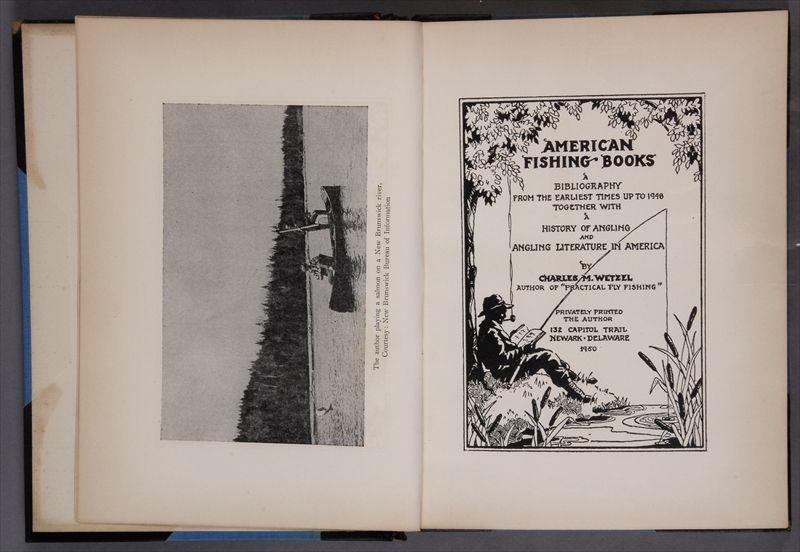 The author playing a salmon on a New Brunswick river.
Courtesy: New Brunswick Bureau of Information
AMERICAN
FISHING BOOKS
A
BIBLIOGRAPHY
FROM THE EARLIEST TIMES UP TO 1948
TOGETHER WITH
A
HISTORY OF ANGLING
AND
ANGLING LITERATURE IN AMERICA
BY
CHARLES M. WETZEL
AUTHOR OF "PRACTICAL FLY FISHING"
PRIVATELY PRINTED
THE AUTHOR
132 CAPITOL TRAIL
NEWARK - DELAWARE
1950